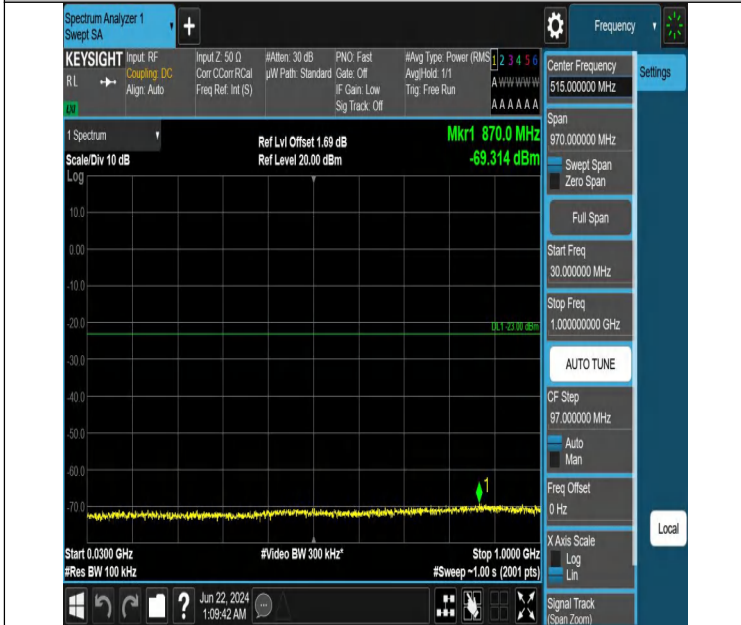 Spectrum Analyzer 1
Swept SA
+
Frequency
KEYSIGHT
RL
Input: RF
Coupling: DC
Align: Auto
Input Z: 50 Ω
Corr CCorr RCal
Freq Ref: Int (S)
#Atten: 30 dB
µW Path: Standard
PNO: Fast
Gate: Off
IF Gain: Low
Sig Track: Off
#Avg Type: Power (RMS
Avg|Hold: 1/1
Trig: Free Run
1 2 3 4 5 6
A W W W W W
A A A A A A
1 Spectrum
Scale/Div 10 dB
Log
Ref Lvl Offset 1.69 dB
Ref Level 20.00 dBm
Mkr1 870.0 MHz
-69.314 dBm
10.0
0.00
-10.0
-20.0
DL1 -23.00 dBm
-30.0
-40.0
-50.0
-60.0
-70.0
1
Start 0.0300 GHz
#Res BW 100 kHz
#Video BW 300 kHz*
Stop 1.0000 GHz
#Sweep ~1.00 s (2001 pts)
Center Frequency
515.000000 MHz
Settings
Span
970.000000 MHz
Swept Span
Zero Span
Full Span
Start Freq
30.000000 MHz
Stop Freq
1.000000000 GHz
AUTO TUNE
CF Step
97.000000 MHz
Auto
Man
Freq Offset
0 Hz
X Axis Scale
Log
Lin
Local
Signal Track
(Span Zoom)
?
Jun 22, 2024
1:09:42 AM